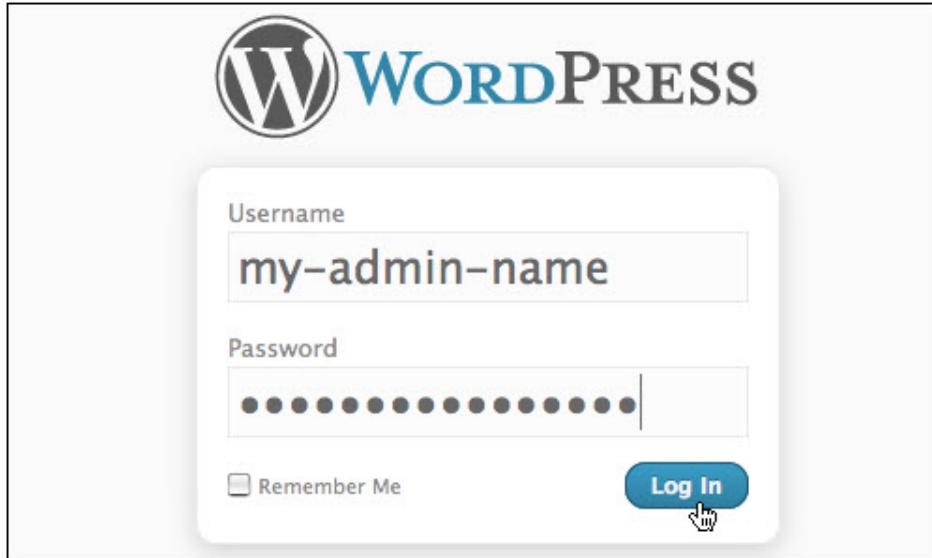 WORDPRESS
Username
my-admin-name
Password
••••••••••••••••
Remember Me
Log In